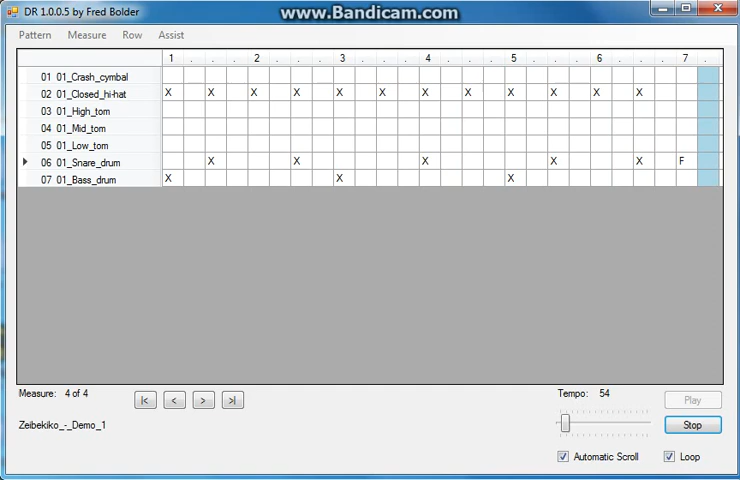 DR 1.0.0.5 by Fred Bolder
www.Bandicam.com
Pattern Measure Row Assist
1 . . . 2 . . . 3 . . . 4 . . . 5 . . . 6 . . . 7 .
01 01_Crash_cymbal
02 01_Closed_hi-hat X X X X X X X X X X X X
03 01_High_tom
04 01_Mid_tom
05 01_Low_tom
06 01_Snare_drum X X X X X F
07 01_Bass_drum X X X
Measure: 4 of 4
|< < > >|
Tempo: 54
Play
Zeibekiko_-_Demo_1
Stop
Automatic Scroll
Loop